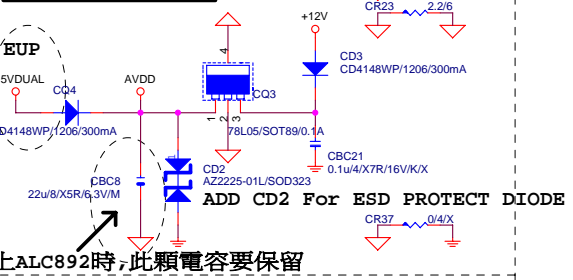 CR23
2.2/6
+12V
EUP
4
5VDUAL
CQ4
AVDD
CD3
CD4148WP/1206/300mA
CQ3
D4148WP/1206/300mA
1
2
3
78L05/SOT89/0.1A
CBC21
0.1u/4/X7R/16V/K/X
CD2
AZ2225-01L/SOD323
CBC8
22u/8/X5R/6.3V/M
ADD CD2 For ESD PROTECT DIODE
CR37
0/4/X
上ALC892時,此顆電容要保留